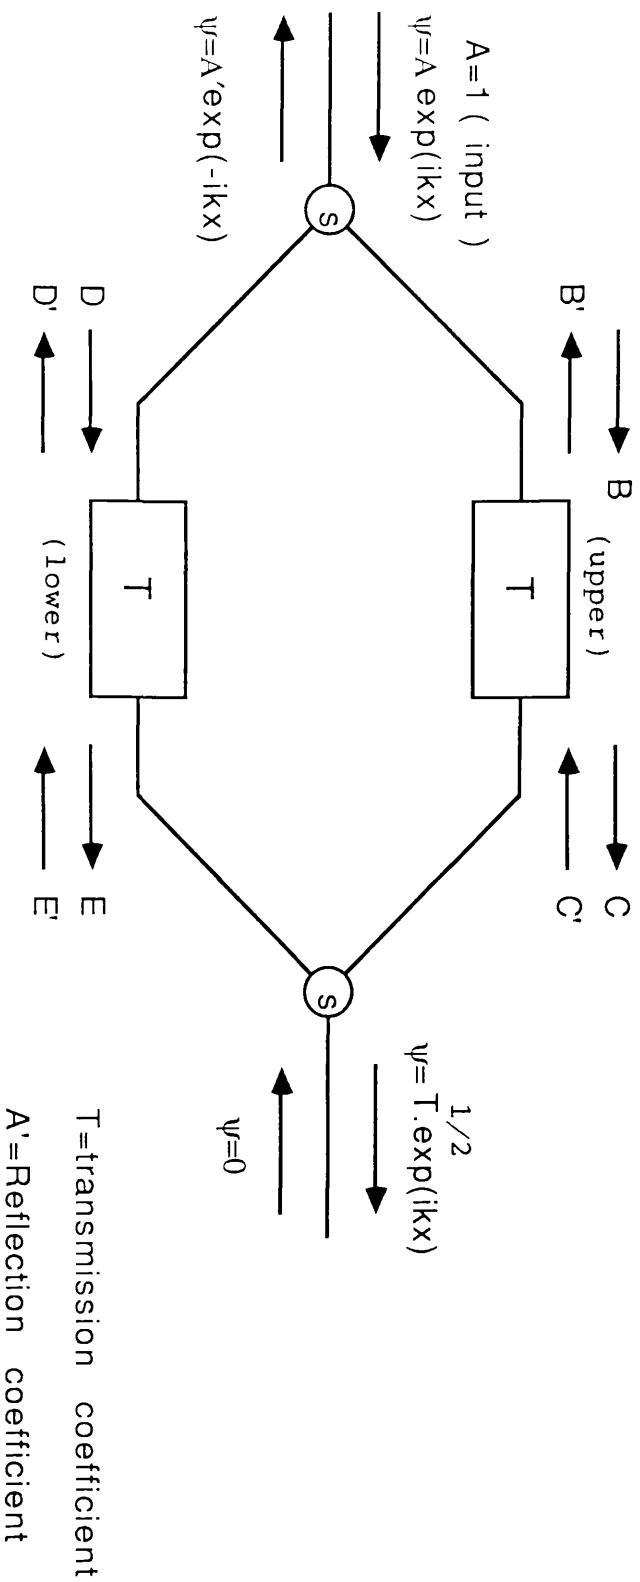 A=1 ( input )
ψ=A exp(ikx)
ψ=A'exp(-ikx)
S
B'
B
(upper)
T
C
C'
D
D'
T
(lower)
E
E'
S
1/2
ψ=T.exp(ikx)
ψ=0
T=transmission coefficient
A'=Reflection coefficient